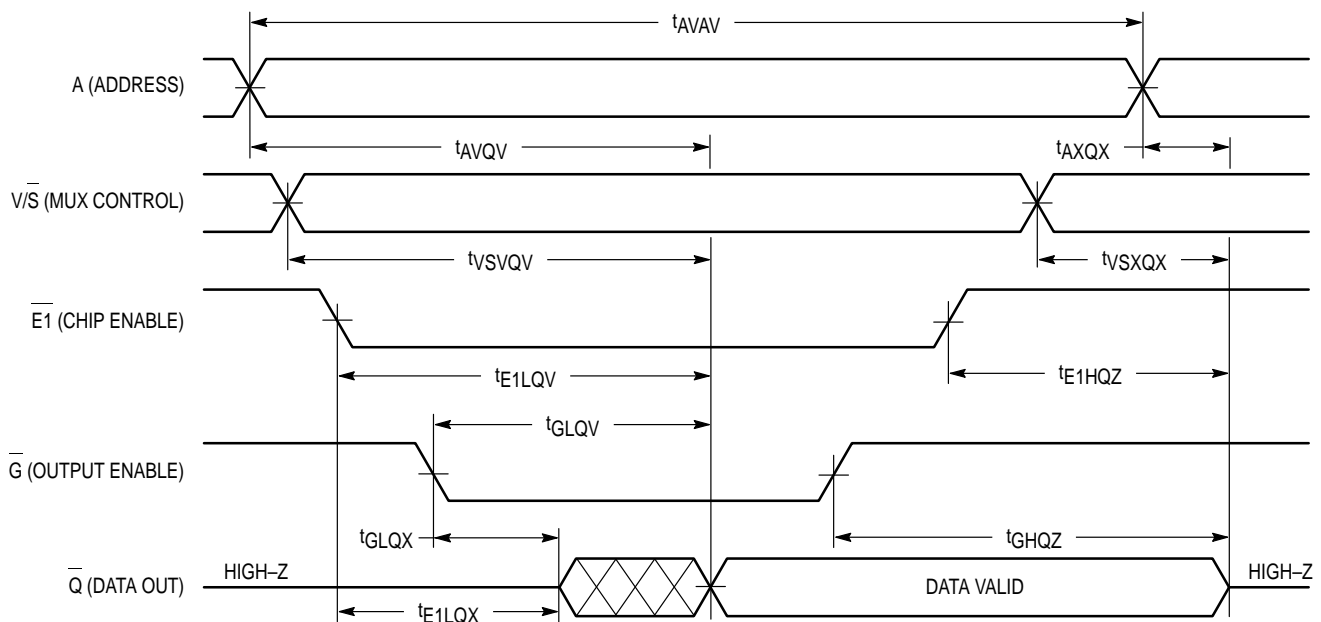 tAVAV
A (ADDRESS)
tAVQV
tAXQX
V/S̅ (MUX CONTROL)
tVSVQV
tVSXQX
E̅1̅ (CHIP ENABLE)
tE1LQV
tE1HQZ
tGLQV
G̅ (OUTPUT ENABLE)
tGLQX
tGHQZ
Q̅ (DATA OUT)
HIGH–Z
DATA VALID
HIGH–Z
tE1LQX